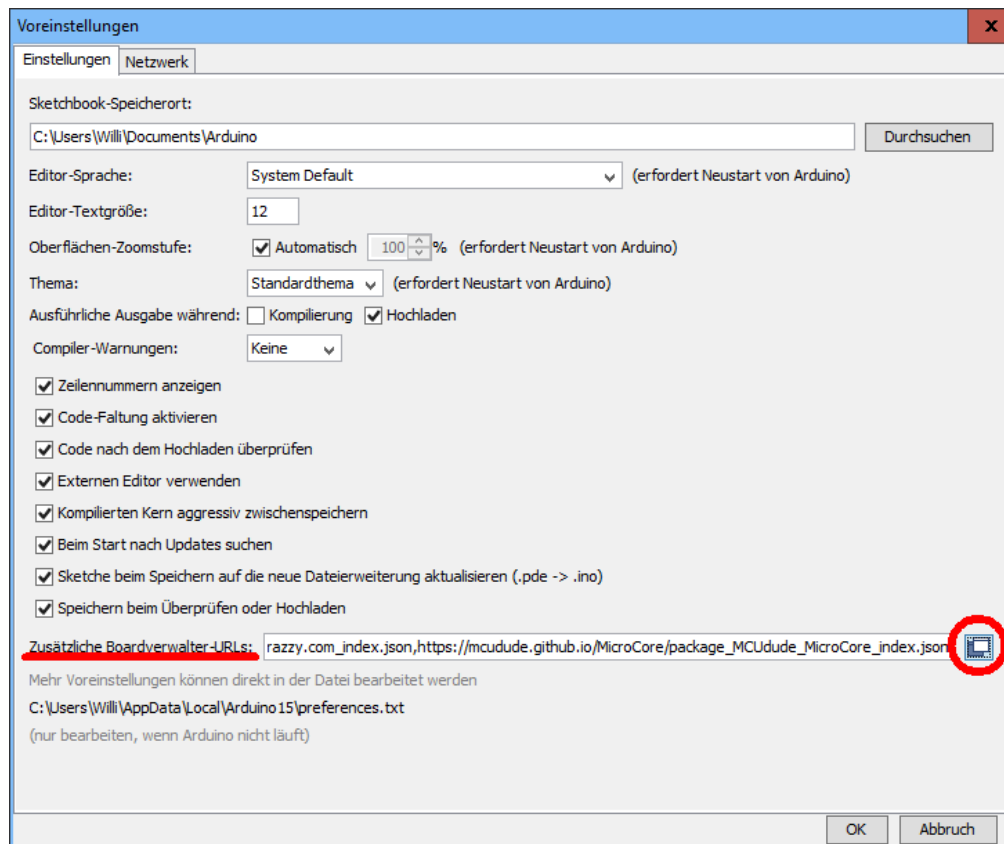 Voreinstellungen
Einstellungen Netzwerk
Sketchbook-Speicherort:
C:\Users\Willi\Documents\Arduino Durchsuchen
Editor-Sprache: System Default (erfordert Neustart von Arduino)
Editor-Textgröße: 12
Oberflächen-Zoomstufe: Automatisch 100 % (erfordert Neustart von Arduino)
Thema: Standardthema (erfordert Neustart von Arduino)
Ausführliche Ausgabe während: Kompilierung Hochladen
Compiler-Warnungen: Keine
Zeilennummern anzeigen
Code-Faltung aktivieren
Code nach dem Hochladen überprüfen
Externen Editor verwenden
Kompilierten Kern aggressiv zwischenspeichern
Beim Start nach Updates suchen
Sketche beim Speichern auf die neue Dateierweiterung aktualisieren (.pde -> .ino)
Speichern beim Überprüfen oder Hochladen
Zusätzliche Boardverwalter-URLs: razzy.com_index.json,https://mcudude.github.io/MicroCore/package_MCUdude_MicroCore_index.json
Mehr Voreinstellungen können direkt in der Datei bearbeitet werden
C:\Users\Willi\AppData\Local\Arduino15\preferences.txt
(nur bearbeiten, wenn Arduino nicht läuft)
OK Abbruch